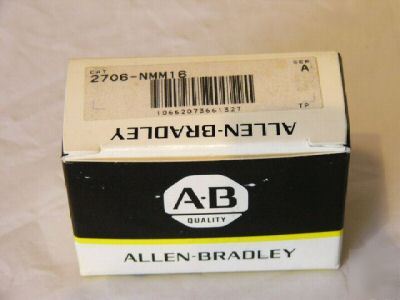 CAT
SER
2706-NMM16
A
10662073661327
TP
ALLEN-BRADLEY
A-B
QUALITY
ALLEN-BRADLEY